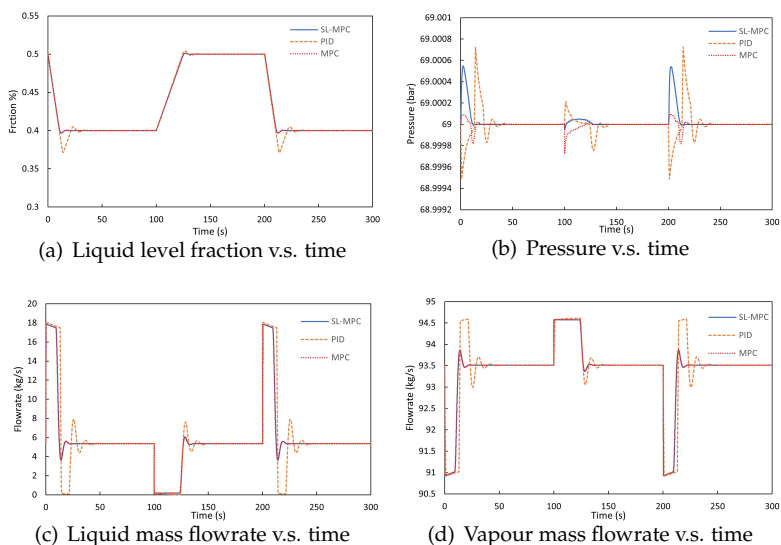 0.55
0.5
0.45
0.4
0.35
0.3
Frction %)
0
50
100
150
200
250
300
Time (s)
SL-MPC
PID
MPC
(a) Liquid level fraction v.s. time
69.001
69.0008
69.0006
69.0004
69.0002
69
68.9998
68.9996
68.9994
68.9992
Pressure (bar)
0
50
100
150
200
250
300
Time (s)
SL-MPC
PID
MPC
(b) Pressure v.s. time
20
18
16
14
12
10
8
6
4
2
0
Flowrate (kg/s)
0
50
100
150
200
250
300
Time (s)
SL-MPC
PID
MPC
(c) Liquid mass flowrate v.s. time
95
94.5
94
93.5
93
92.5
92
91.5
91
90.5
Flowrate (kg/s)
0
50
100
150
200
250
300
Time (s)
SL-MPC
PID
MPC
(d) Vapour mass flowrate v.s. time